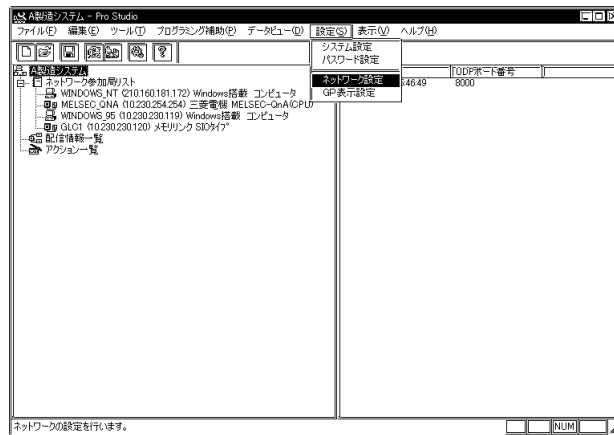 A製造システム - Pro Studio
ファイル(F) 編集(E) ツール(T) プログラミング補助(P) データビュー(D) 設定(S) 表示(V) ヘルプ(H)
システム設定
パスワード設定
ネットワーク設定
GP表示設定
A製造システム
ネットワーク参加局リスト
WINDOWS_NT (210.160.181.172) Windows搭載 コンピュータ
MELSEC_QNA (10.230.254.254) 三菱電機 MELSEC-QnA(CPU)
WINDOWS_95 (10.230.230.119) Windows搭載 コンピュータ
GLC1 (10.230.230.120) メモリリンク SIOタイプ
配信情報一覧
アクション一覧
UDPポート番号
5:46:49 8000
ネットワークの設定を行います。
NUM